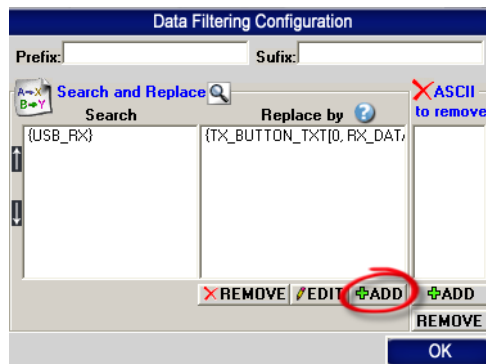 Data Filtering Configuration
Prefix: Sufix:
A→X
B→Y
Search and Replace
ASCII
to remove
Search Replace by ?
{USB_RX} {TX_BUTTON_TXT[0, RX_DATA
REMOVE EDIT ADD ADD
REMOVE
OK